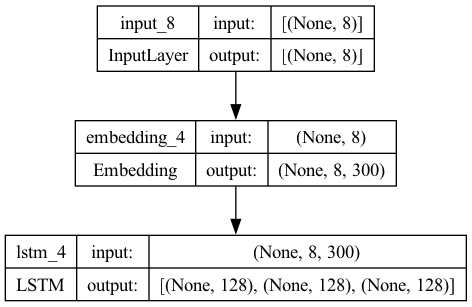 input_8 input: [(None, 8)]
InputLayer output: [(None, 8)]
embedding_4 input: (None, 8)
Embedding output: (None, 8, 300)
lstm_4 input: (None, 8, 300)
LSTM output: [(None, 128), (None, 128), (None, 128)]